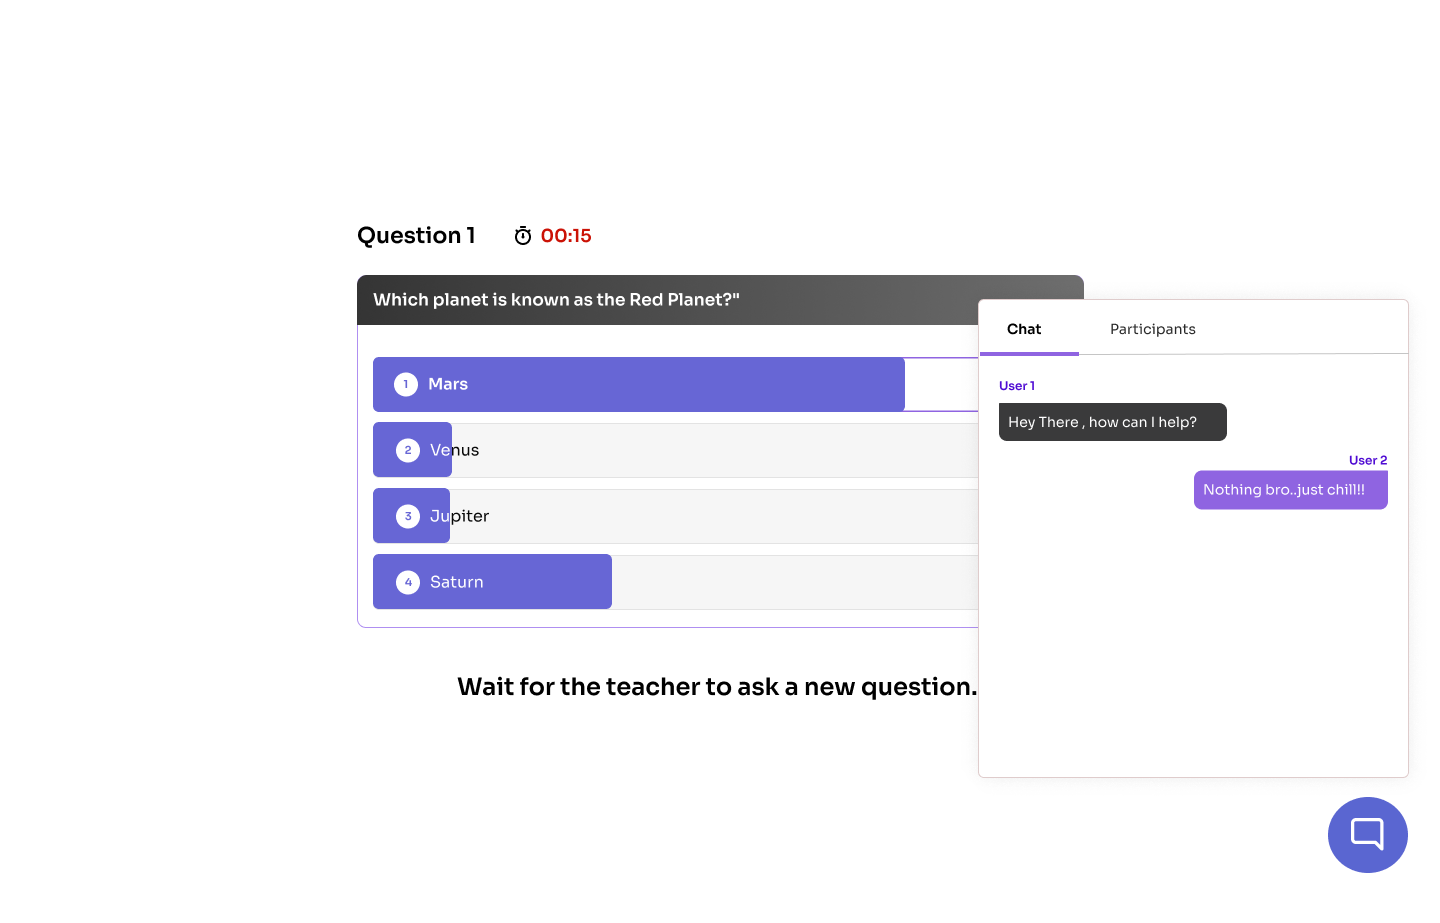 Question 1
00:15
Which planet is known as the Red Planet?"
1 Mars
2 Venus
3 Jupiter
4 Saturn
Wait for the teacher to ask a new question.
Chat
Participants
User 1
Hey There , how can I help?
User 2
Nothing bro..just chill!!